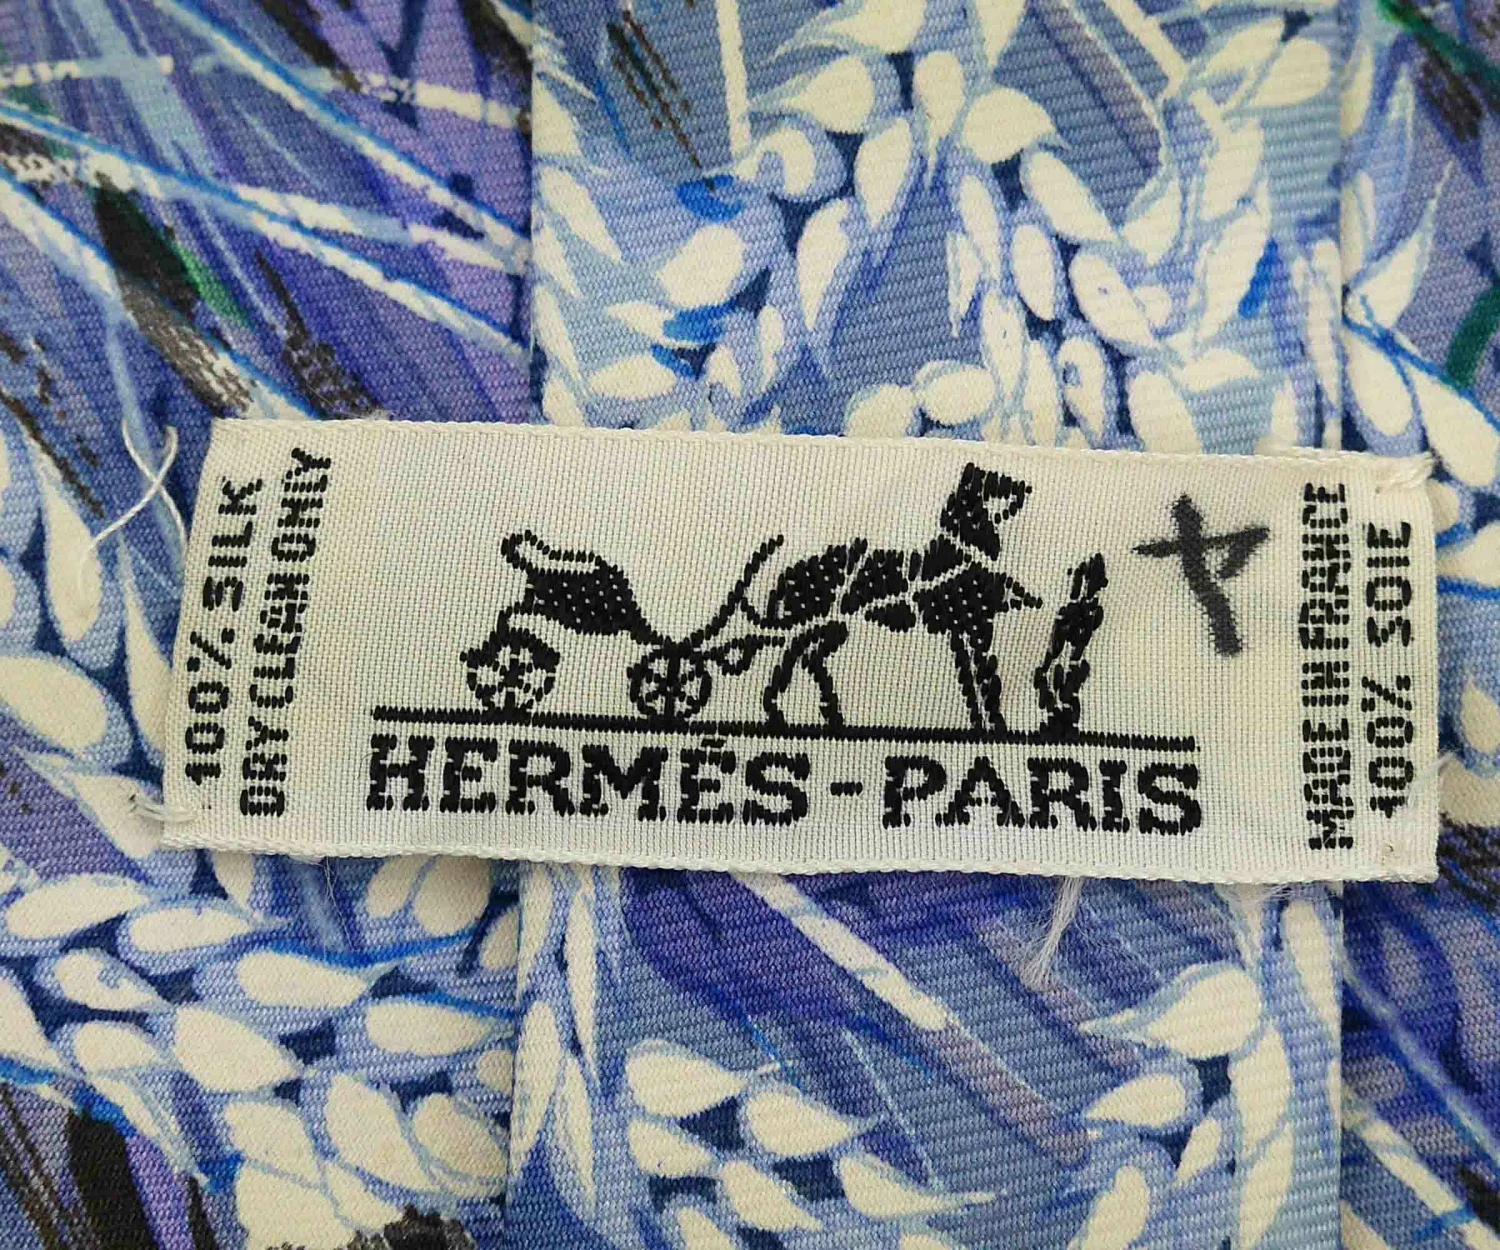 100% SILK
DRY CLEAN ONLY
HERMÈS-PARIS
MADE IN FRANCE
100% SOIE